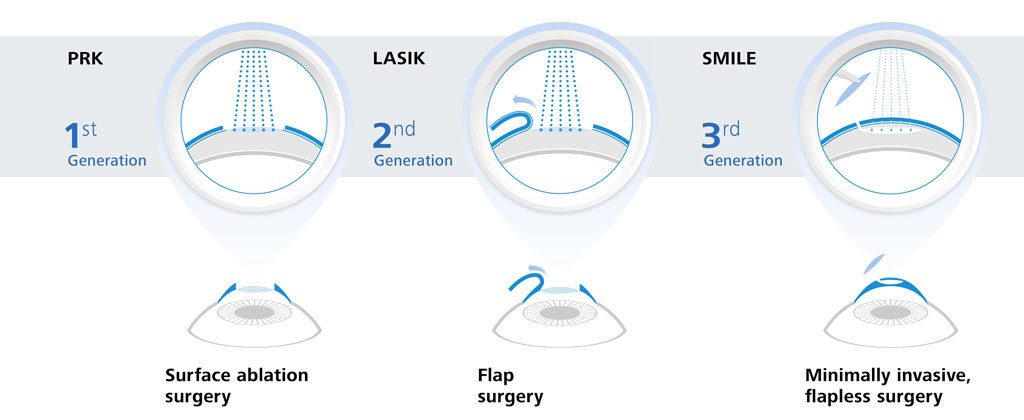 PRK
1st
Generation
Surface ablation
surgery
LASIK
2nd
Generation
Flap
surgery
SMILE
3rd
Generation
Minimally invasive,
flapless surgery